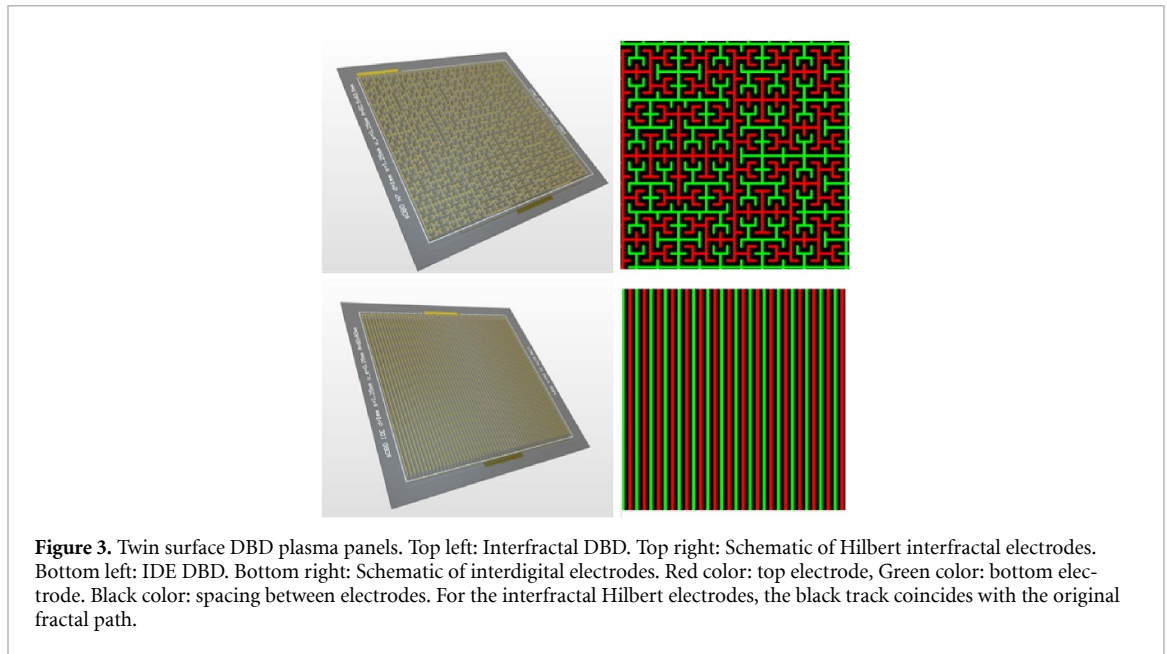 Figure 3. Twin surface DBD plasma panels. Top left: Interfractal DBD. Top right: Schematic of Hilbert interfractal electrodes.
Bottom left: IDE DBD. Bottom right: Schematic of interdigital electrodes. Red color: top electrode, Green color: bottom elec-
trode. Black color: spacing between electrodes. For the interfractal Hilbert electrodes, the black track coincides with the original
fractal path.